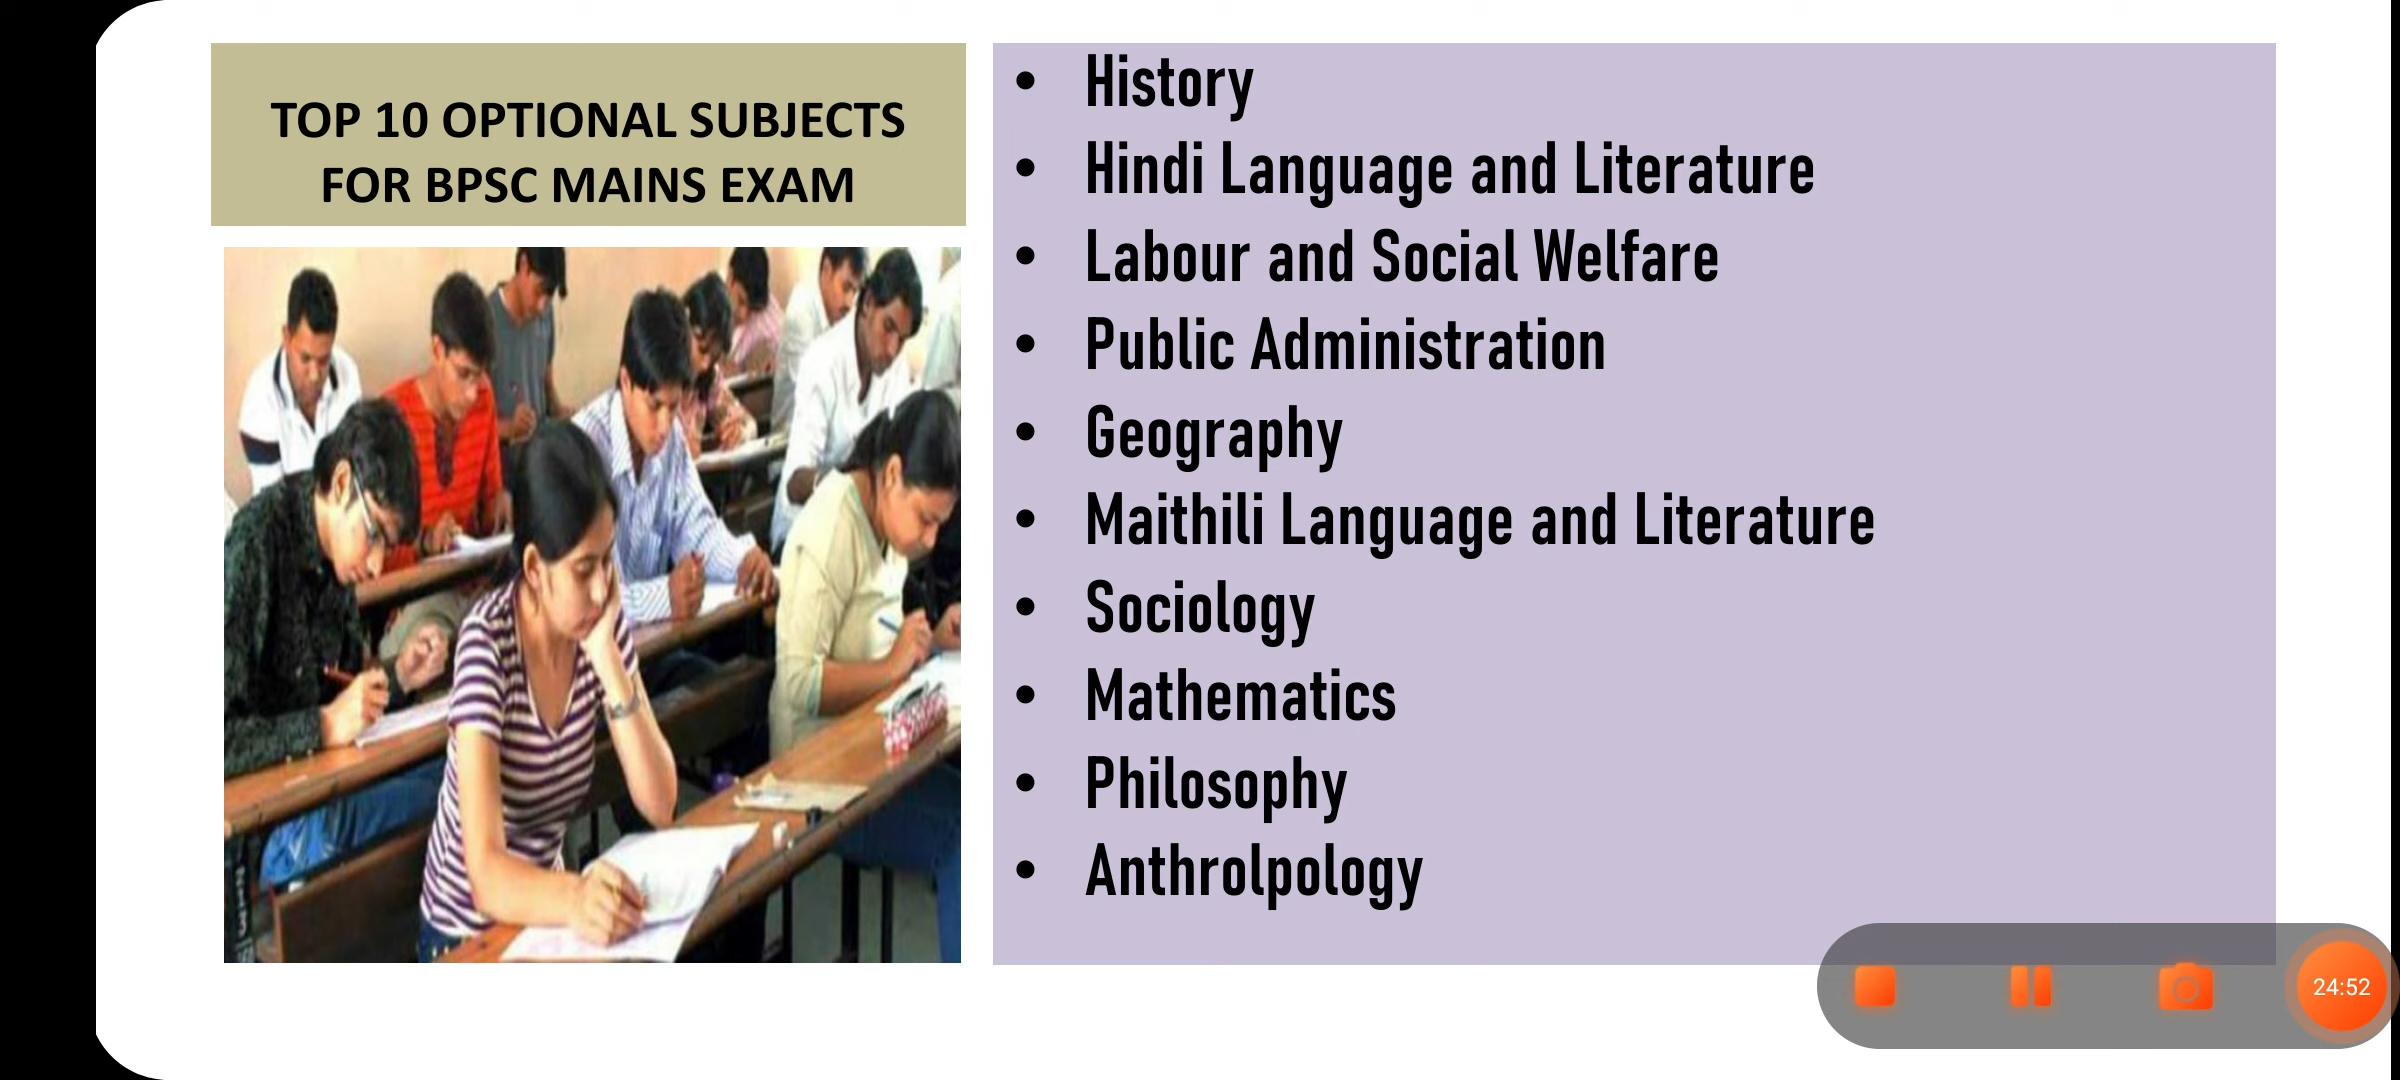 TOP 10 OPTIONAL SUBJECTS
FOR BPSC MAINS EXAM
• History
• Hindi Language and Literature
• Labour and Social Welfare
• Public Administration
• Geography
• Maithili Language and Literature
• Sociology
• Mathematics
• Philosophy
• Anthrolpology
24:52